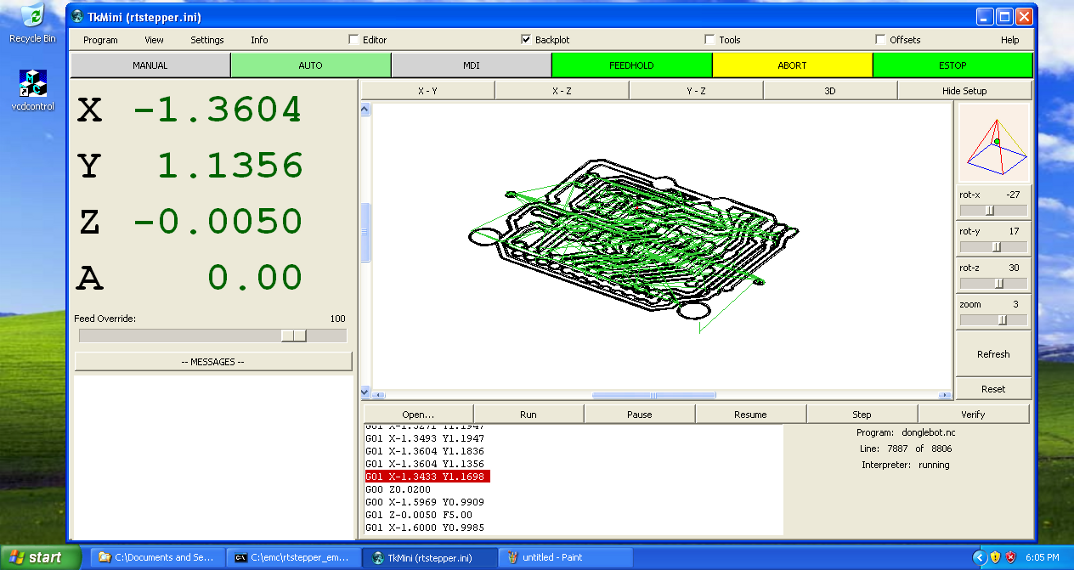 Recycle Bin
vcdcontrol
TkMini (rtstepper.ini)
Program View Settings Info Editor Backplot Tools Offsets Help
MANUAL AUTO MDI FEEDHOLD ABORT ESTOP
X -1.3604
Y 1.1356
Z -0.0050
A 0.00
Feed Override: 100
-- MESSAGES --
X - Y X - Z Y - Z 3D Hide Setup
rot-x -27
rot-y 17
rot-z 30
zoom 3
Refresh
Reset
Open... Run Pause Resume Step Verify
G01 X-1.3271 Y1.1947
G01 X-1.3493 Y1.1947
G01 X-1.3604 Y1.1836
G01 X-1.3604 Y1.1356
G01 X-1.3433 Y1.1698
G00 Z0.0200
G00 X-1.5969 Y0.9909
G01 Z-0.0050 F5.00
G01 X-1.6000 Y0.9985
Program: donglebot.nc
Line: 7887 of 8806
Interpreter: running
start C:\Documents and Se... C:\emc\rtstepper_em... TkMini (rtstepper.ini) untitled - Paint 6:05 PM